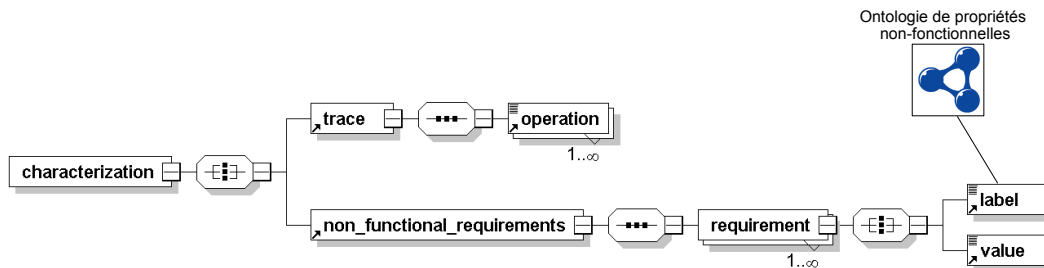 Ontologie de propriétés
non-fonctionnelles
trace
operation
1..∞
characterization
label
non_functional_requirements
requirement
1..∞
value